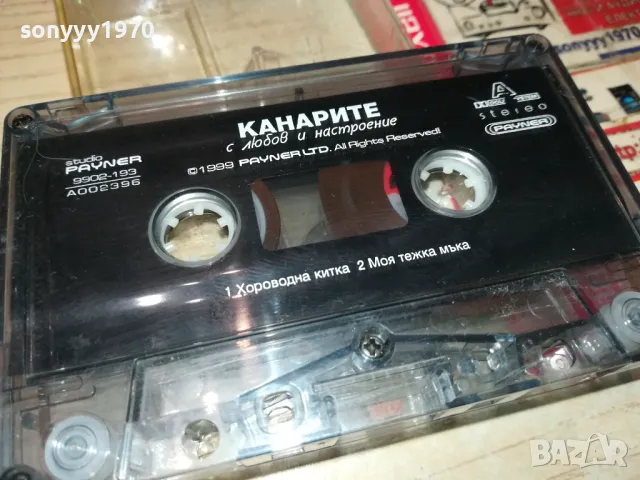 sonyyy1970
КАНАРИТЕ
с любов и настроение
©1999 PAYNER LTD. All Rights Reserved!
studio
PAYNER
9902-193
A002396
A
DOLBY
stereo
PAYNER
1 Хороводна китка 2 Моя тежка мъка
sonyyy1970
BAZAR